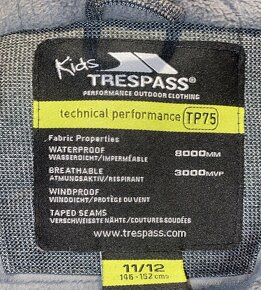 Kids
TRESPASS®
PERFORMANCE OUTDOOR CLOTHING
technical performance TP75
Fabric Properties
WATERPROOF
WASSERDICHT/IMPERMÉABLE 8000MM
BREATHABLE
ATMUNGSAKTIV/RESPIRANT 3000MVP
WINDPROOF
WINDDICHT/PROTÈGE DU VENT
TAPED SEAMS
VERSCHWEISSTE NÄHTE/COUTURES SOUDÉES
www.trespass.com
11/12
146 - 152 cms